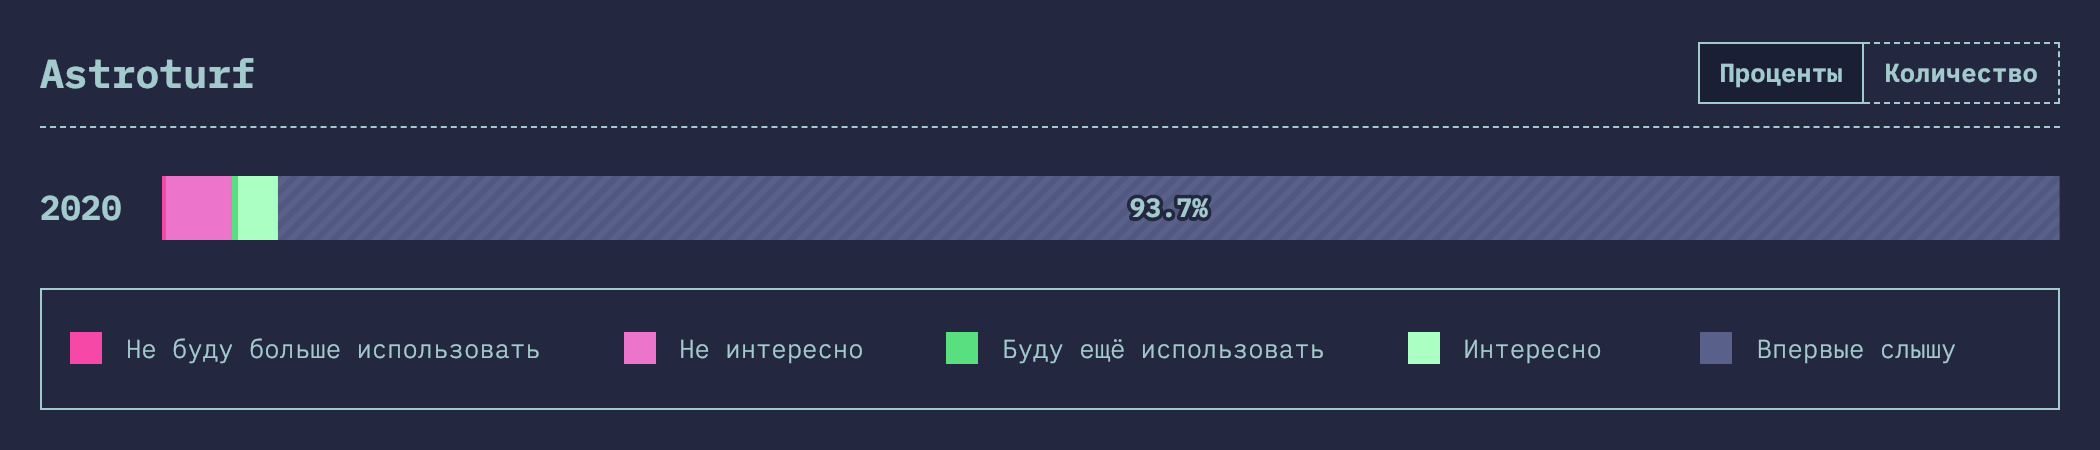 Astroturf
Проценты Количество
2020 93.7%
Не буду больше использовать Не интересно Буду ещё использовать Интересно Впервые слышу